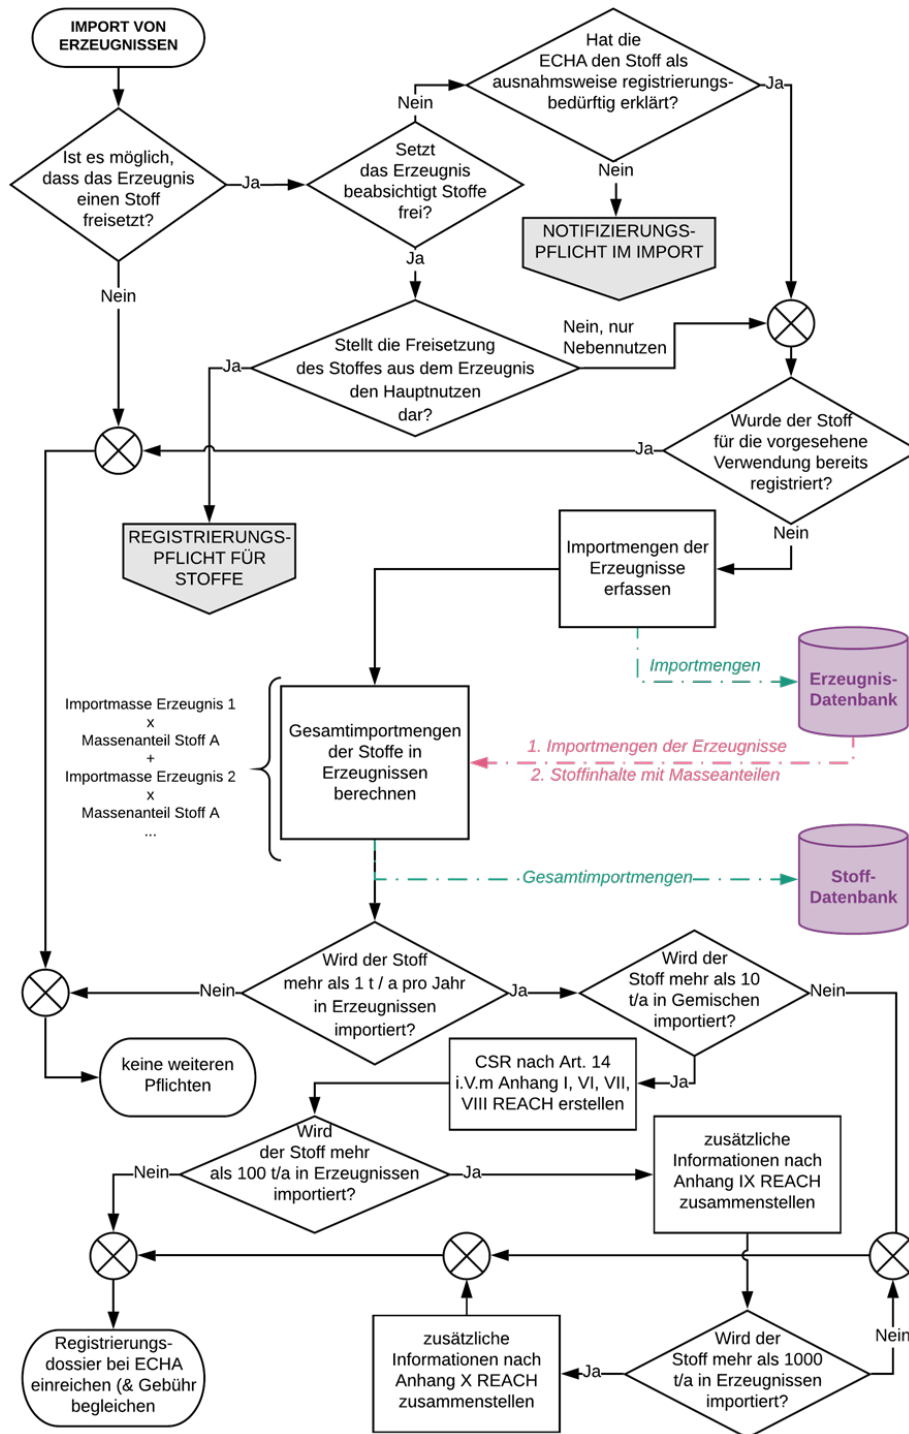 IMPORT VON
ERZEUGNISSEN
Hat die
ECHA den Stoff als
ausnahmsweise registrierungs-
bedürftig erklärt?
Ja
Nein
Ist es möglich,
dass das Erzeugnis
einen Stoff
freisetzt?
Ja
Setzt
das Erzeugnis
beabsichtigt Stoffe
frei?
Nein
NOTIFIZIERUNGS-
PFLICHT IM IMPORT
Ja
Nein
Nein, nur
Nebennutzen
Stellt die Freisetzung
des Stoffes aus dem Erzeugnis
den Hauptnutzen
dar?
Ja
Wurde der Stoff
für die vorgesehene
Verwendung bereits
registriert?
Ja
Nein
REGISTRIERUNGS-
PFLICHT FÜR
STOFFE
Importmengen der
Erzeugnisse
erfassen
Importmengen
Erzeugnis-
Datenbank
Importmasse Erzeugnis 1
x
Massenanteil Stoff A
+
Importmasse Erzeugnis 2
x
Massenanteil Stoff A
...
Gesamtimportmengen
der Stoffe in
Erzeugnissen
berechnen
1. Importmengen der Erzeugnisse
2. Stoffinhalte mit Masseanteilen
Gesamtimportmengen
Stoff-
Datenbank
Wird der Stoff
mehr als 1 t / a pro Jahr
in Erzeugnissen
importiert?
Nein
Ja
Wird der
Stoff mehr als 10
t/a in Gemischen
importiert?
Nein
keine weiteren
Pflichten
CSR nach Art. 14
i.V.m Anhang I, VI, VII,
VIII REACH erstellen
Ja
Wird
der Stoff mehr
als 100 t/a in Erzeugnissen
importiert?
Nein
Ja
zusätzliche
Informationen nach
Anhang IX REACH
zusammenstellen
Registrierungs-
dossier bei ECHA
einreichen (& Gebühr
begleichen
zusätzliche
Informationen nach
Anhang X REACH
zusammenstellen
Ja
Wird der
Stoff mehr als 1000
t/a in Erzeugnissen
importiert?
Nein